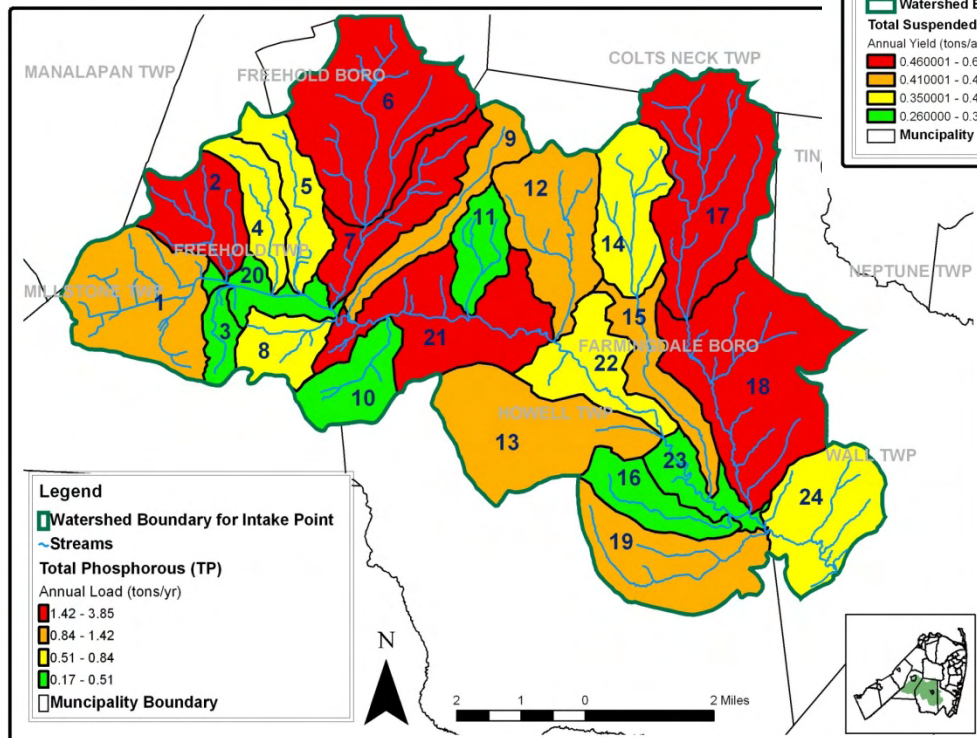 MANALAPAN TWP
FREEHOLD BORO
COLTS NECK TWP
6
9
2
5
12
11
4
14
17
7
FREEHOLD TWP
20
NEPTUNE TWP
MILLSTONE TWP
1
15
3
21
FARMINGDALE BORO
8
22
18
10
HOWELL TWP
13
23
WALL TWP
16
24
19
Watershed
Total Suspended
Annual Yield (tons/a
0.460001 - 0.6
0.410001 - 0.4
0.350001 - 0.4
0.260000 - 0.3
Muncipality
TIN
Legend
Watershed Boundary for Intake Point
Streams
Total Phosphorous (TP)
Annual Load (tons/yr)
1.42 - 3.85
0.84 - 1.42
0.51 - 0.84
0.17 - 0.51
Muncipality Boundary
N
2 1 0 2 Miles